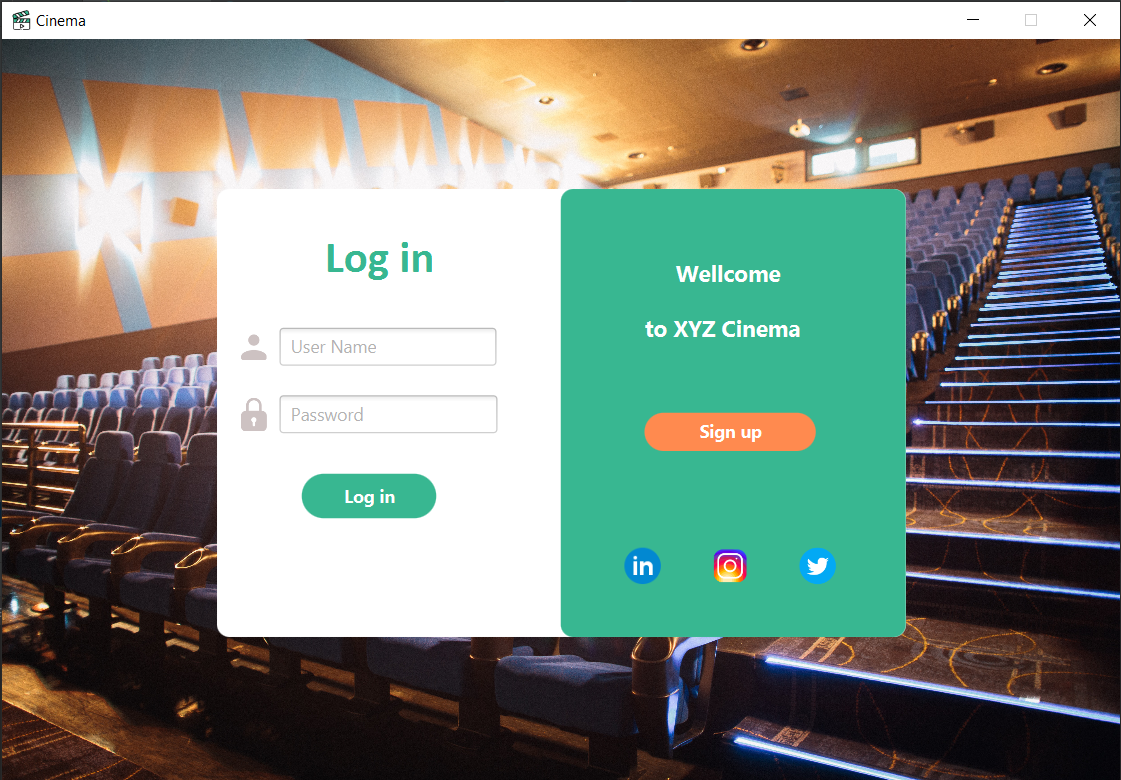 Cinema
Log in
User Name
Password
Log in
Wellcome
to XYZ Cinema
Sign up
in